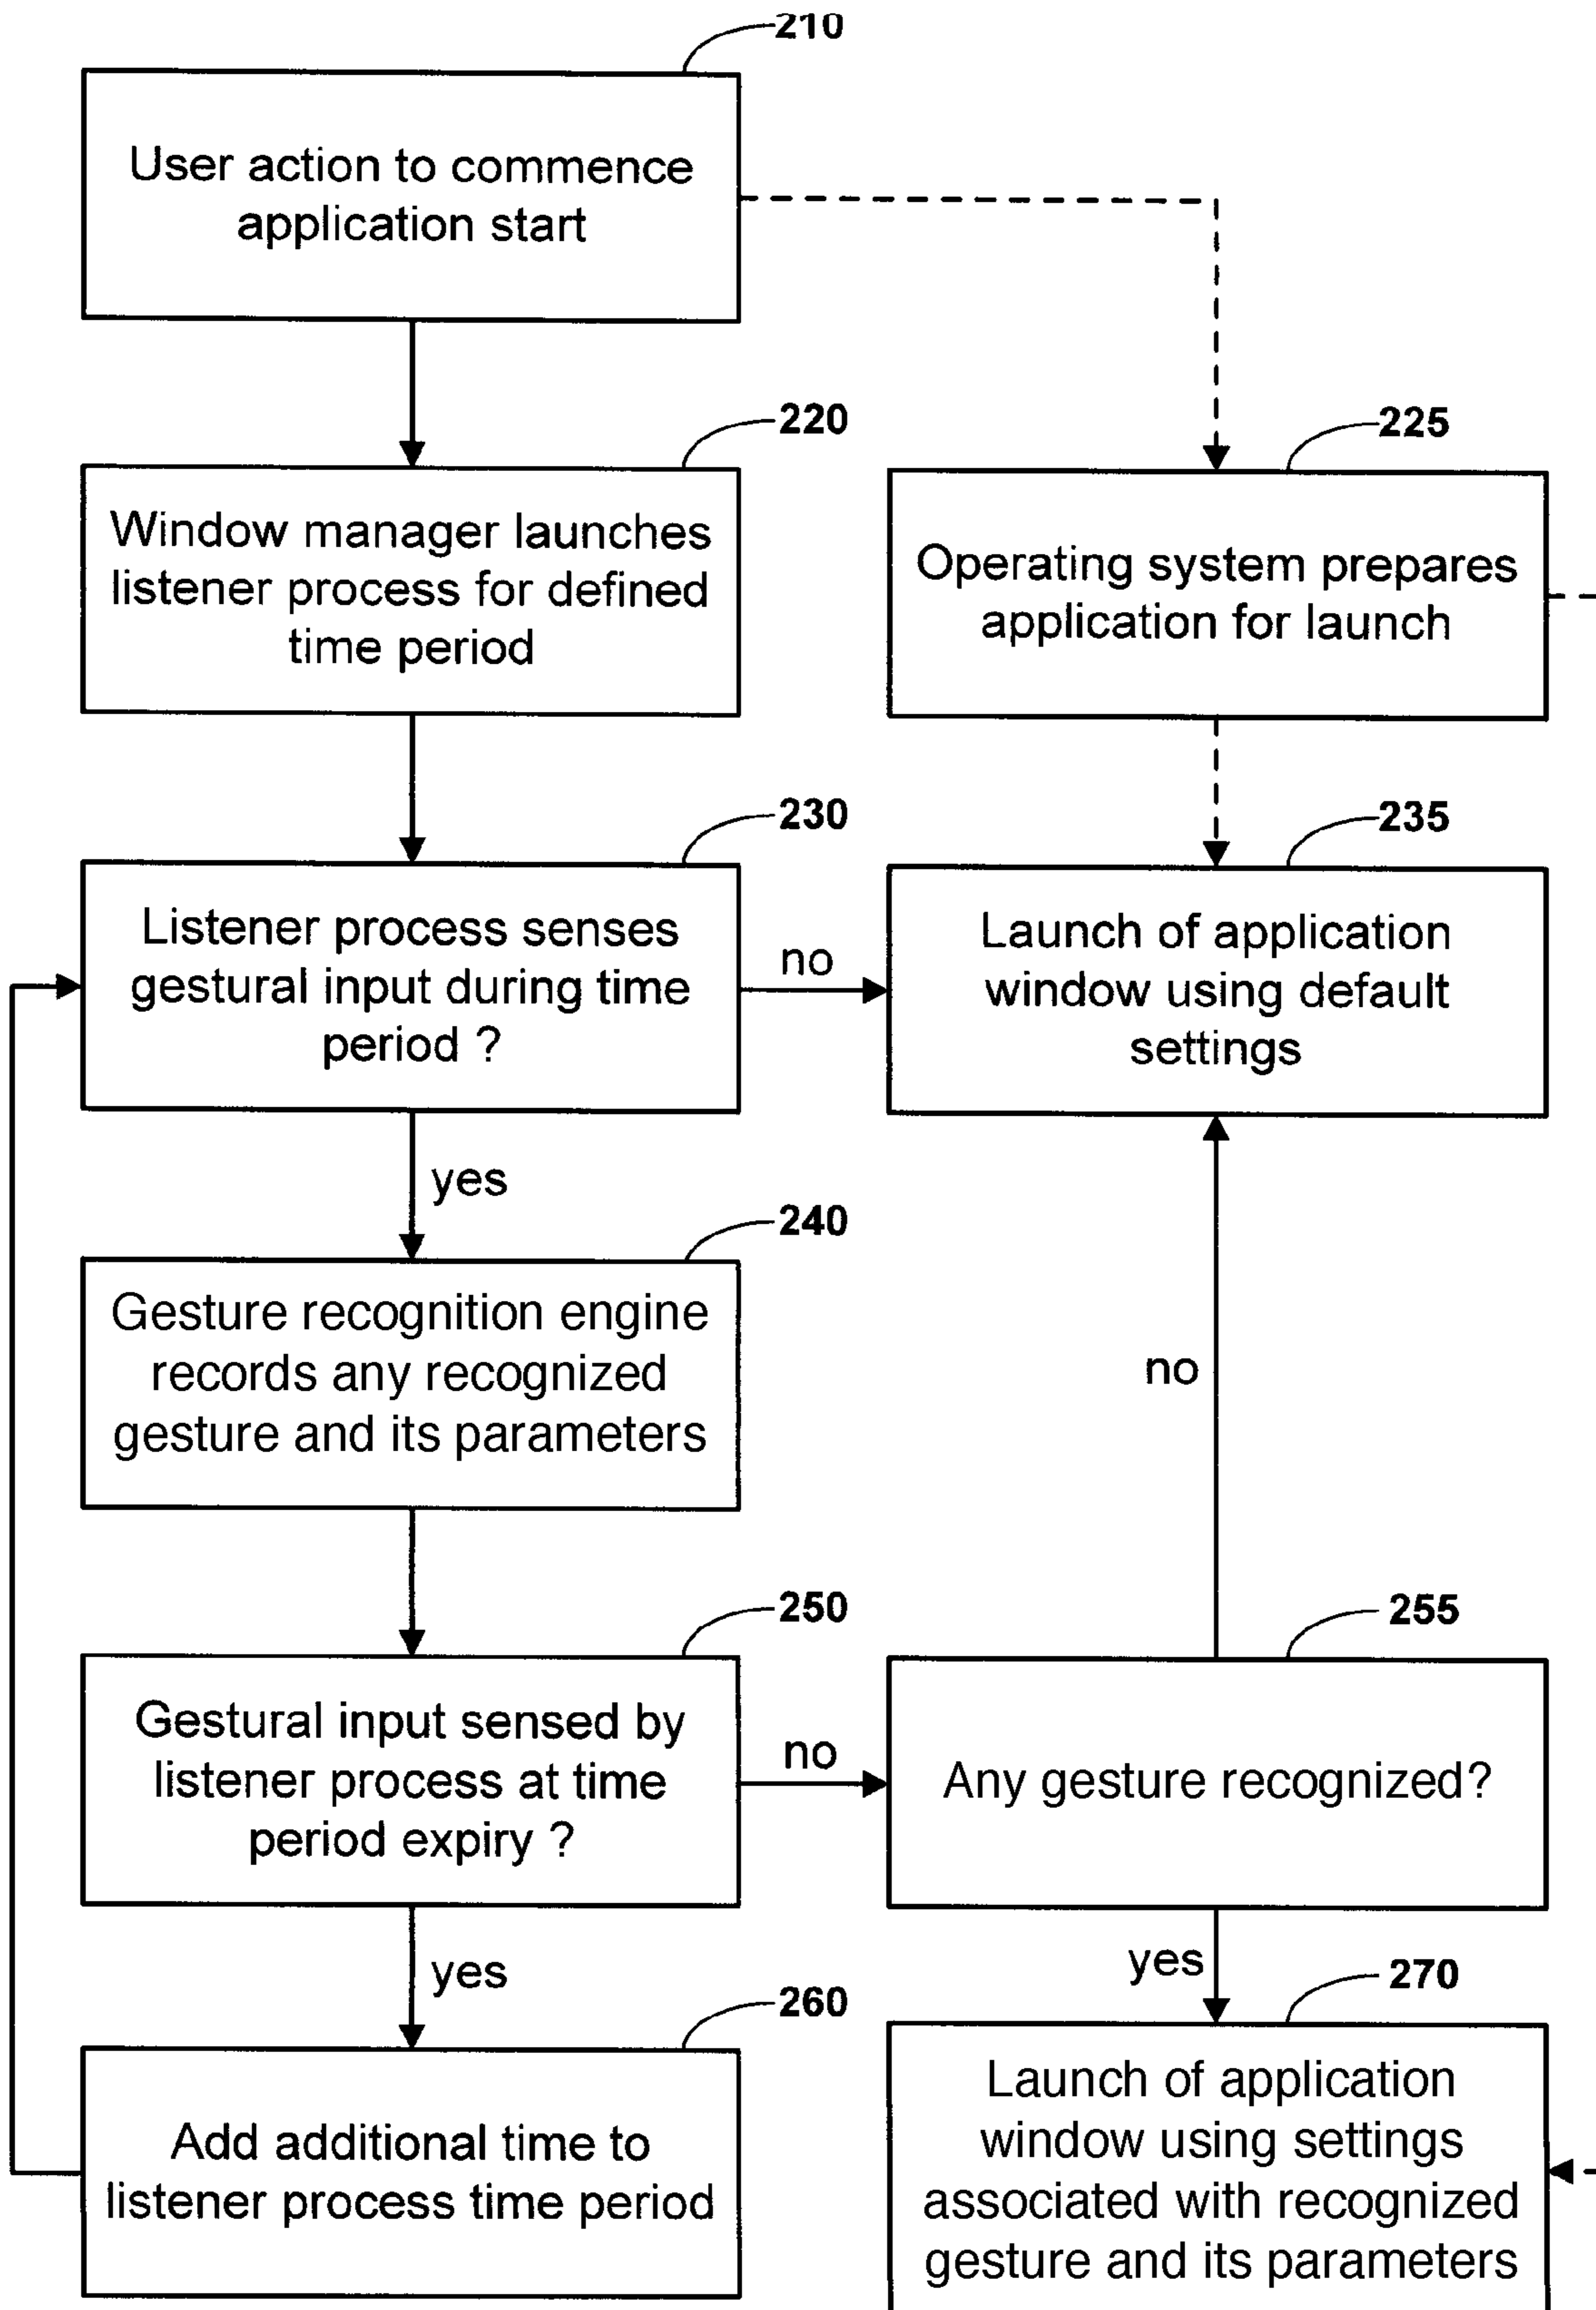 210
User action to commence
application start
220
Window manager launches
listener process for defined
time period
225
Operating system prepares
application for launch
230
Listener process senses
gestural input during time
period ?
no
235
Launch of application
window using default
settings
yes
240
Gesture recognition engine
records any recognized
gesture and its parameters
no
250
Gestural input sensed by
listener process at time
period expiry ?
no
255
Any gesture recognized?
yes
yes
260
Add additional time to
listener process time period
270
Launch of application
window using settings
associated with recognized
gesture and its parameters